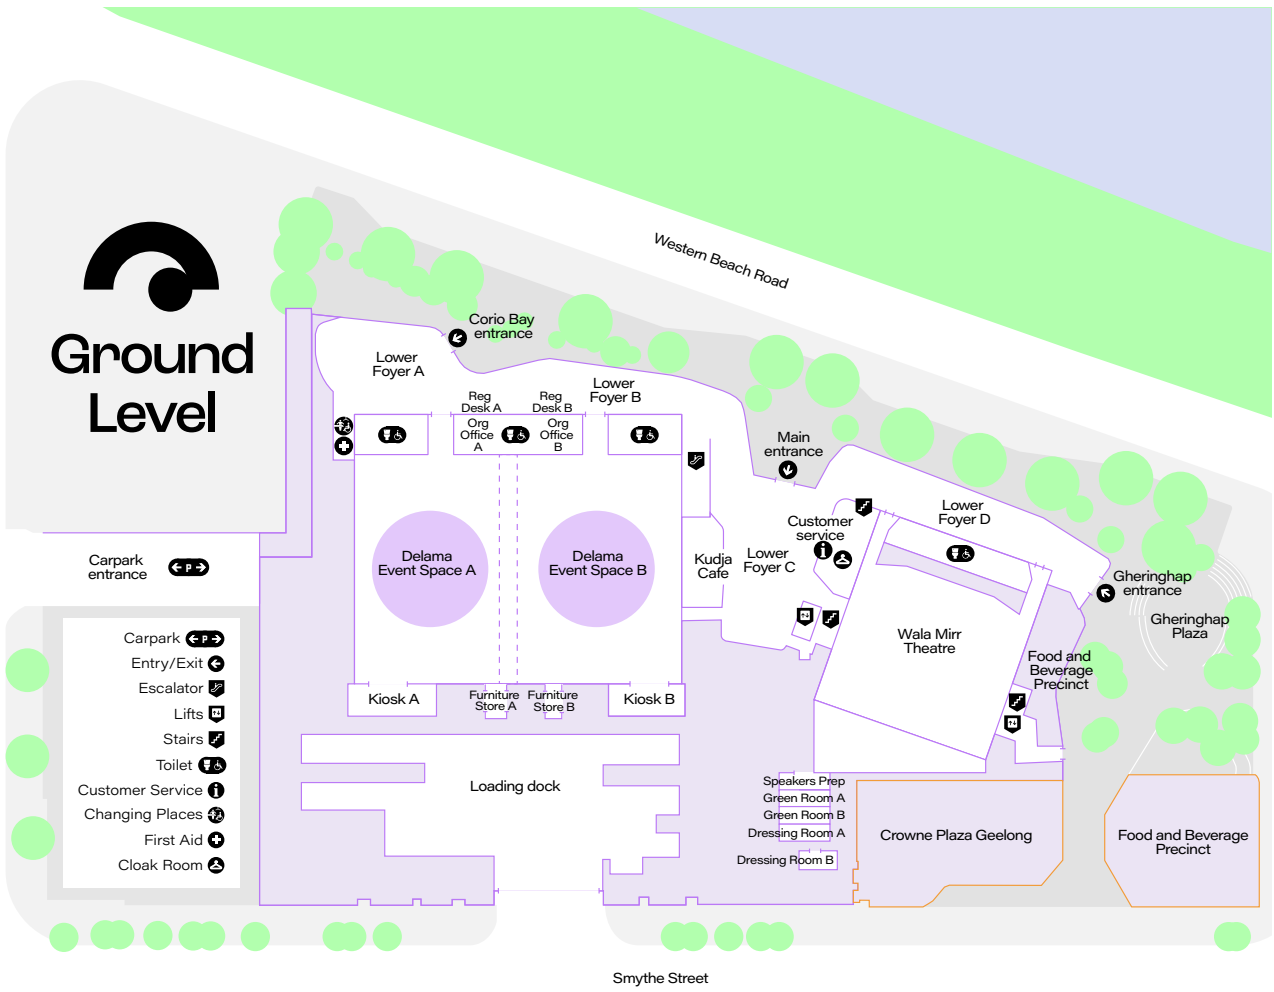 Western Beach Road
Ground
Level
Corio Bay
entrance
Lower
Foyer A
Lower
Foyer B
Reg
Desk A
Reg
Desk B
Org
Office
A
Org
Office
B
Main
entrance
Lower
Foyer D
Customer
service
Lower
Foyer C
Kudja
Cafe
Delama
Event Space A
Delama
Event Space B
Carpark
entrance
P
Gheringhap
entrance
Gheringhap
Plaza
Wala Mirr
Theatre
Food and
Beverage
Precinct
Carpark
P
Entry/Exit
Escalator
Lifts
Stairs
Toilet
Customer Service
Changing Places
First Aid
Cloak Room
Kiosk A
Furniture
Store A
Furniture
Store B
Kiosk B
Loading dock
Speakers Prep
Green Room A
Green Room B
Dressing Room A
Dressing Room B
Crowne Plaza Geelong
Food and Beverage
Precinct
Smythe Street